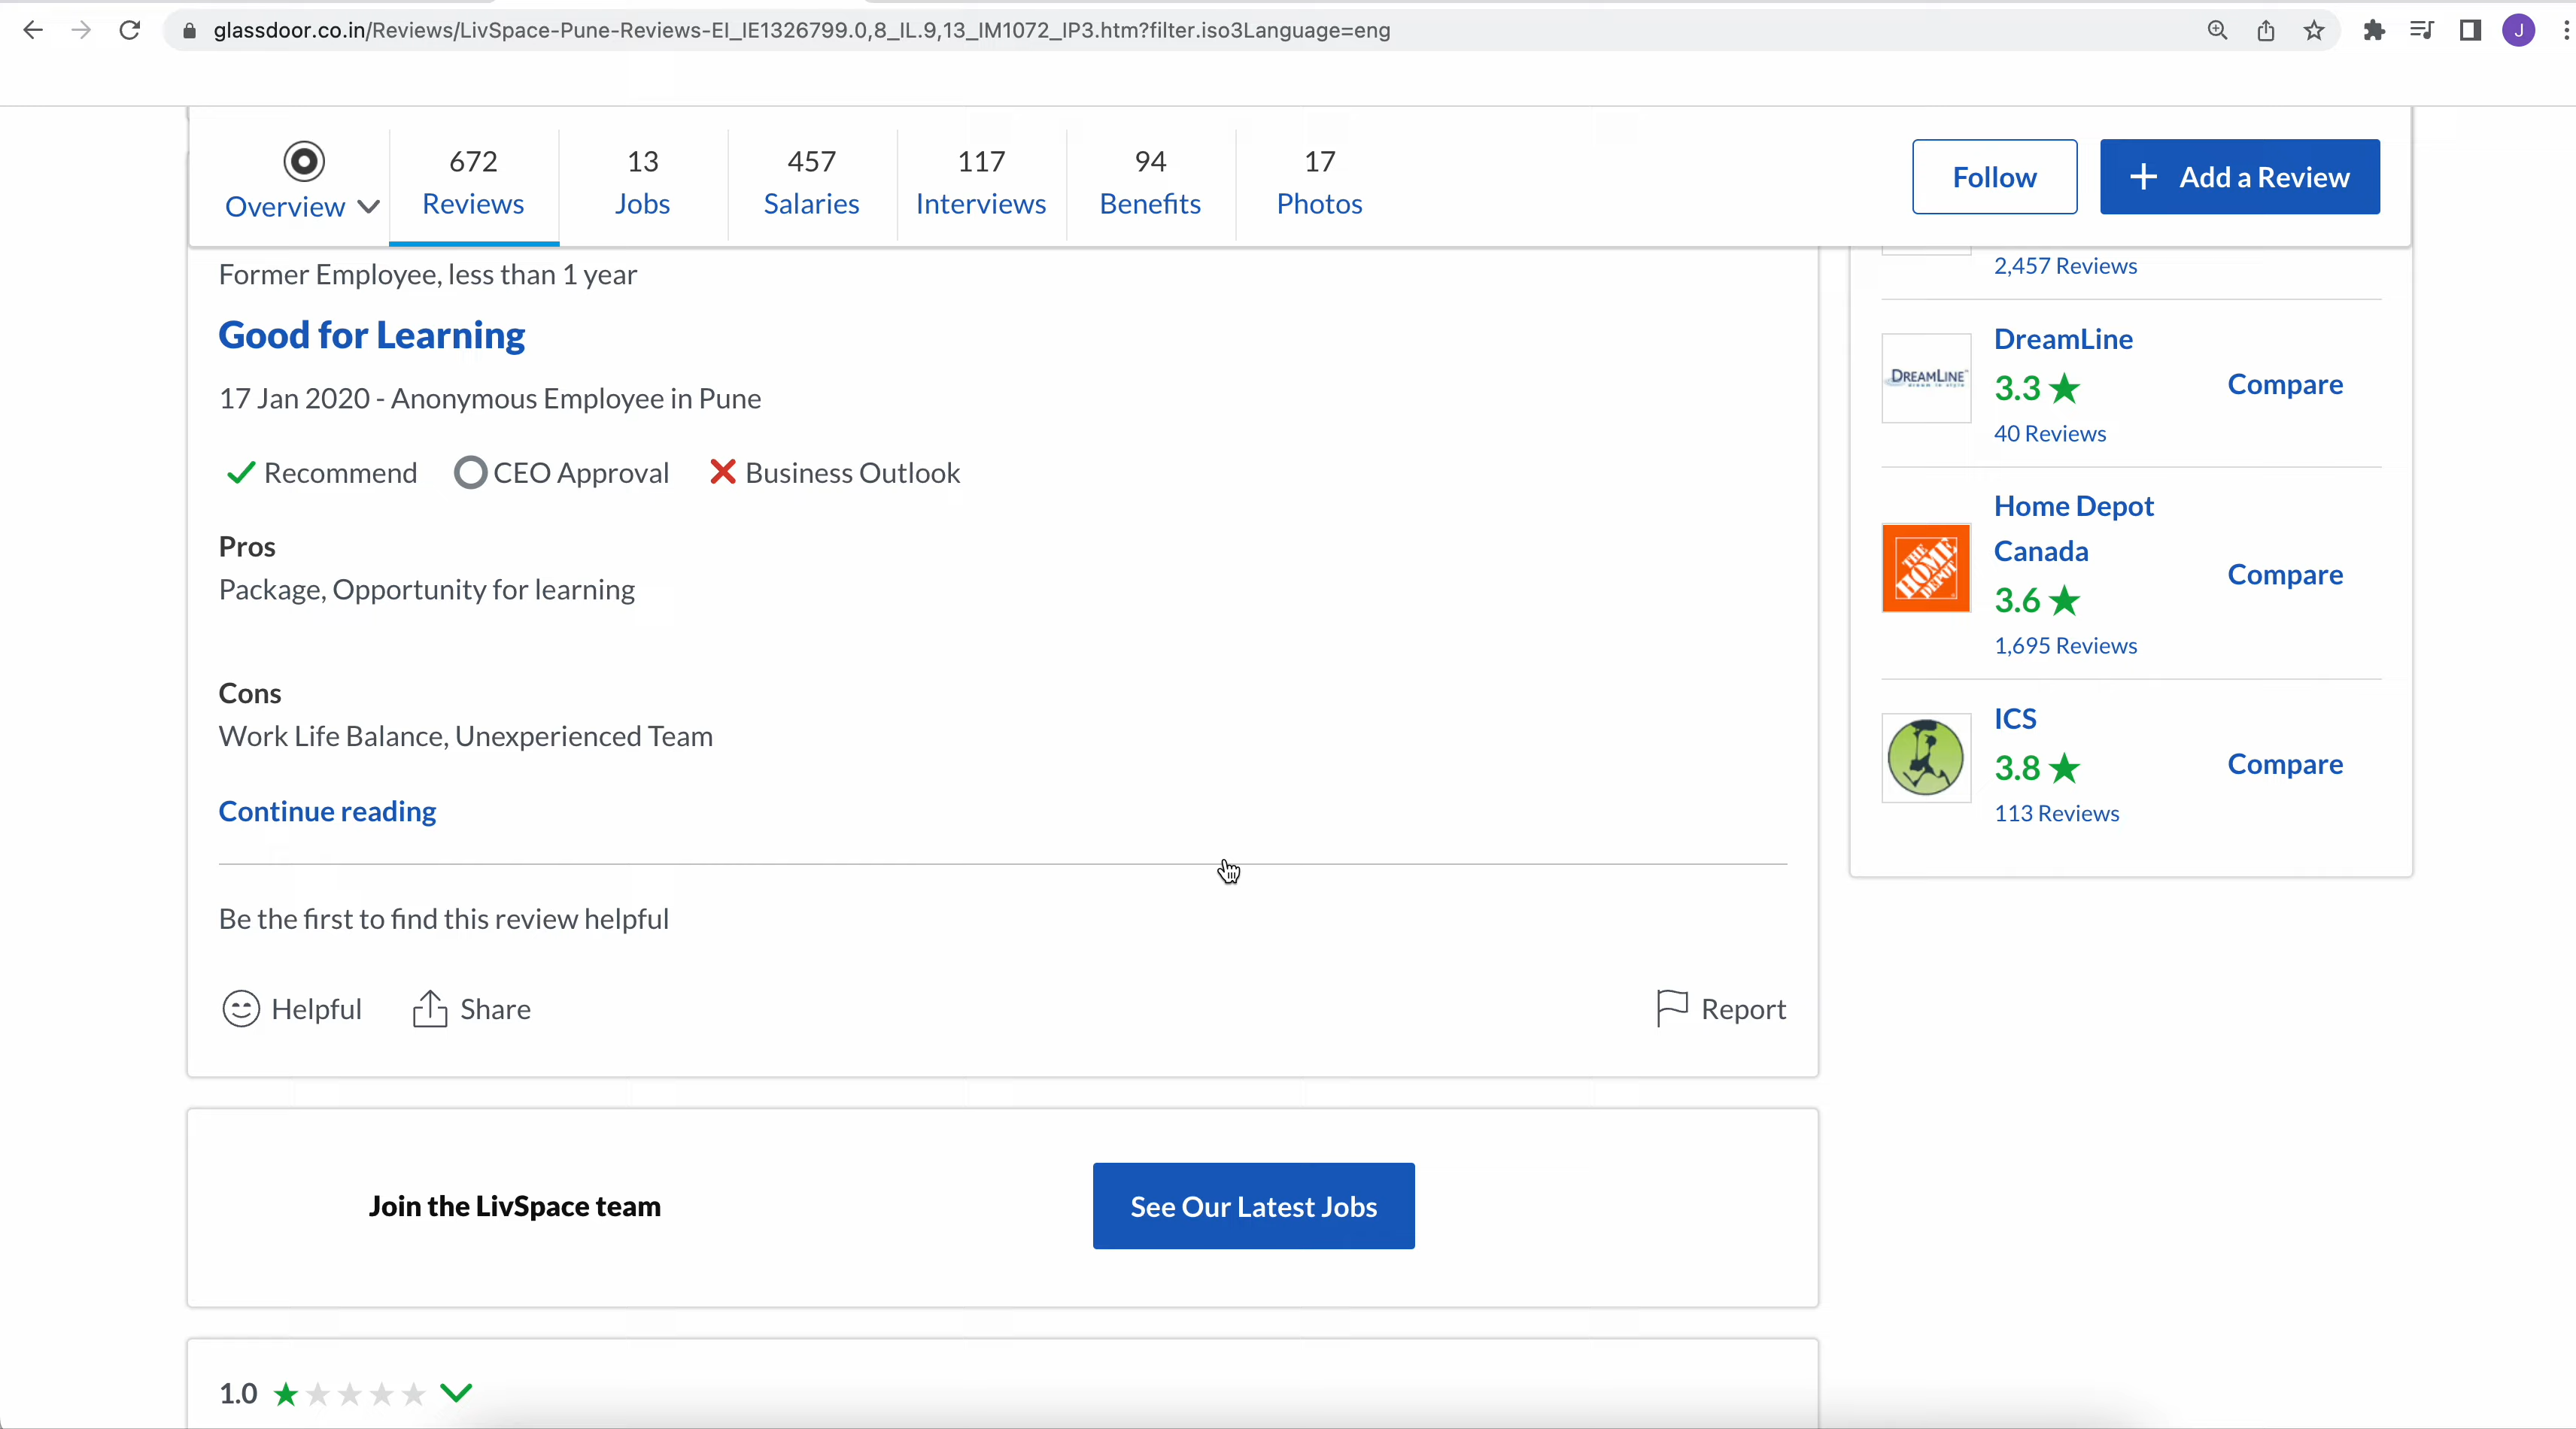 glassdoor.co.in/Reviews/LivSpace-Pune-Reviews-EI_IE1326799.0,8_IL.9,13_IM1072_IP3.htm?filter.iso3Language=eng
J
672 13 457 117 94 17
Overview Reviews Jobs Salaries Interviews Benefits Photos
Follow
+ Add a Review
Former Employee, less than 1 year
Good for Learning
17 Jan 2020 - Anonymous Employee in Pune
Recommend CEO Approval Business Outlook
Pros
Package, Opportunity for learning
Cons
Work Life Balance, Unexperienced Team
Continue reading
Be the first to find this review helpful
Helpful Share Report
Join the LivSpace team
See Our Latest Jobs
1.0
2,457 Reviews
DREAMLINE
DreamLine
3.3
Compare
40 Reviews
THE HOME DEPOT
Home Depot
Canada
Compare
3.6
1,695 Reviews
ICS
3.8
Compare
113 Reviews